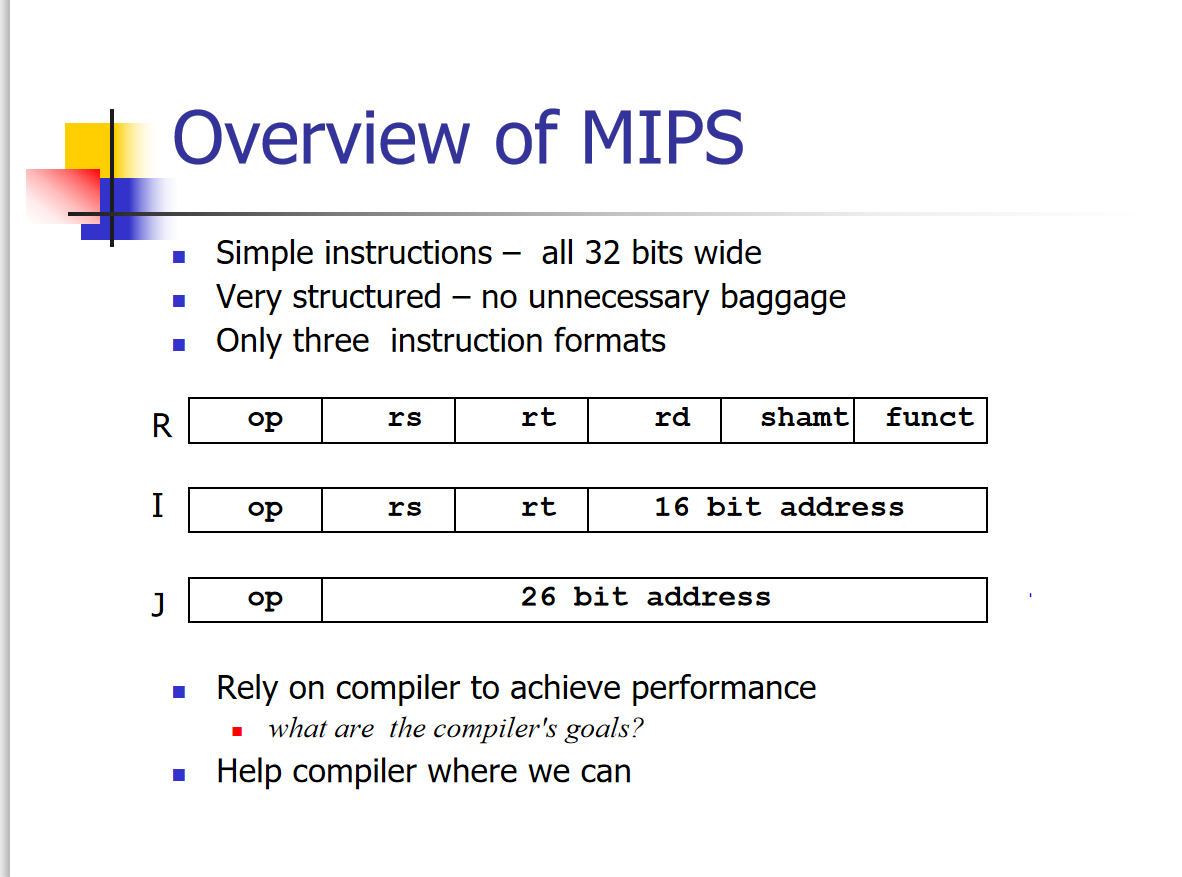 Overview of MIPS
Simple instructions – all 32 bits wide
Very structured – no unnecessary baggage
Only three instruction formats
R op rs rt rd shamt funct
I op rs rt 16 bit address
J op 26 bit address
Rely on compiler to achieve performance
what are the compiler's goals?
Help compiler where we can